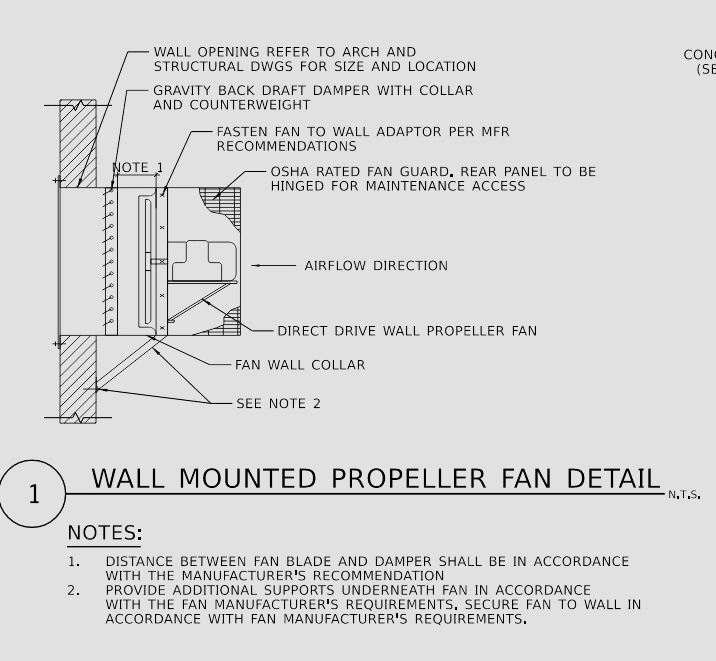 WALL OPENING REFER TO ARCH AND
STRUCTURAL DWGS FOR SIZE AND LOCATION
GRAVITY BACK DRAFT DAMPER WITH COLLAR
AND COUNTERWEIGHT
FASTEN FAN TO WALL ADAPTOR PER MFR
RECOMMENDATIONS
NOTE 1
OSHA RATED FAN GUARD. REAR PANEL TO BE
HINGED FOR MAINTENANCE ACCESS
AIRFLOW DIRECTION
DIRECT DRIVE WALL PROPELLER FAN
FAN WALL COLLAR
SEE NOTE 2
CONC
(SE
1
WALL MOUNTED PROPELLER FAN DETAIL
N.T.S.
NOTES:
1. DISTANCE BETWEEN FAN BLADE AND DAMPER SHALL BE IN ACCORDANCE
WITH THE MANUFACTURER'S RECOMMENDATION
2. PROVIDE ADDITIONAL SUPPORTS UNDERNEATH FAN IN ACCORDANCE
WITH THE FAN MANUFACTURER'S REQUIREMENTS. SECURE FAN TO WALL IN
ACCORDANCE WITH FAN MANUFACTURER'S REQUIREMENTS.